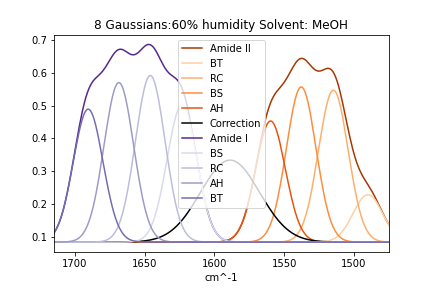 8 Gaussians:60% humidity Solvent: MeOH
0.7
0.6
0.5
0.4
0.3
0.2
0.1
Amide II
BT
RC
BS
AH
Correction
Amide I
BS
RC
AH
BT
1700 1650 1600 1550 1500
cm^-1